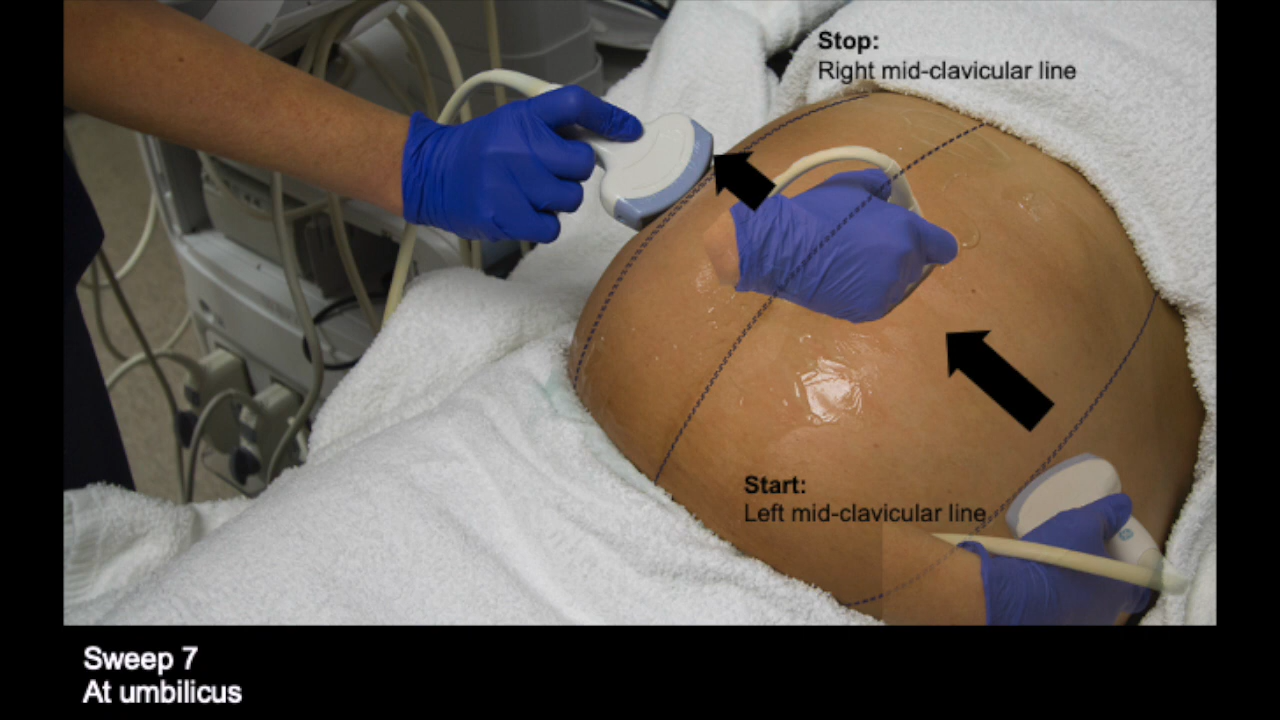 Stop:
Right mid-clavicular line
Start:
Left mid-clavicular line
Sweep 7
At umbilicus